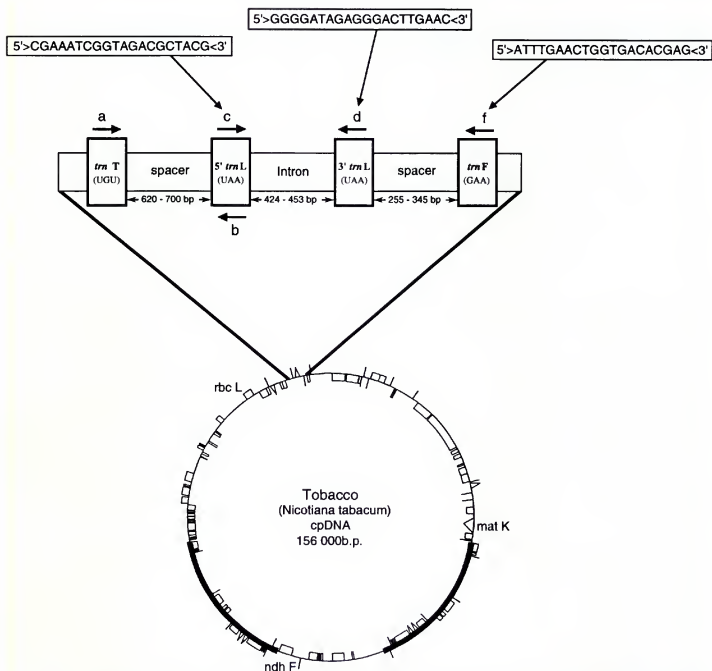 5'>GGGGATAGAGGGACTTGAAC<3'
5'>CGAAATCGGTAGACGCTACG<3'
5'>ATTTGAACTGGTGACACGAG<3'
a
c
d
f
trn T
(UGU)
spacer
5' trn L
(UAA)
Intron
3' trn L
(UAA)
spacer
trn F
(GAA)
620 - 700 bp
424 - 453 bp
255 - 345 bp
b
rbc L
Tobacco
(Nicotiana tabacum)
cpDNA
156 000b.p.
mat K
ndh F